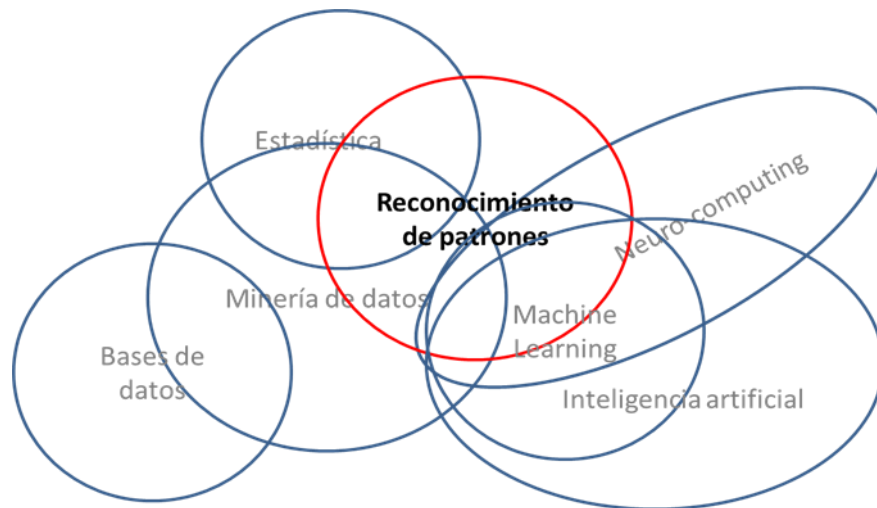 Estadística
Reconocimiento
de patrones
Neuro-computing
Minería de datos
Machine
Learning
Bases de
datos
Inteligencia artificial